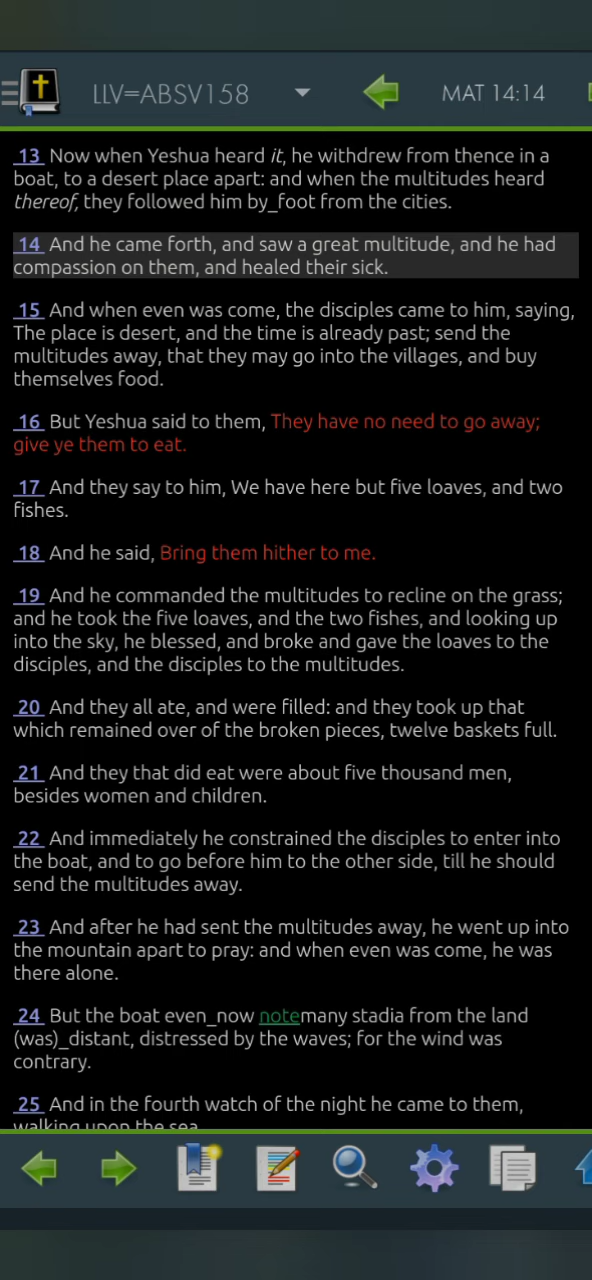 LLV=ABSV158 MAT 14:14
13 Now when Yeshua heard it, he withdrew from thence in a
boat, to a desert place apart: and when the multitudes heard
thereof, they followed him by_foot from the cities.
14 And he came forth, and saw a great multitude, and he had
compassion on them, and healed their sick.
15 And when even was come, the disciples came to him, saying,
The place is desert, and the time is already past; send the
multitudes away, that they may go into the villages, and buy
themselves food.
16 But Yeshua said to them, They have no need to go away;
give ye them to eat.
17 And they say to him, We have here but five loaves, and two
fishes.
18 And he said, Bring them hither to me.
19 And he commanded the multitudes to recline on the grass;
and he took the five loaves, and the two fishes, and looking up
into the sky, he blessed, and broke and gave the loaves to the
disciples, and the disciples to the multitudes.
20 And they all ate, and were filled: and they took up that
which remained over of the broken pieces, twelve baskets full.
21 And they that did eat were about five thousand men,
besides women and children.
22 And immediately he constrained the disciples to enter into
the boat, and to go before him to the other side, till he should
send the multitudes away.
23 And after he had sent the multitudes away, he went up into
the mountain apart to pray: and when even was come, he was
there alone.
24 But the boat even_now notemany stadia from the land
(was)_distant, distressed by the waves; for the wind was
contrary.
25 And in the fourth watch of the night he came to them,
walking upon the sea.